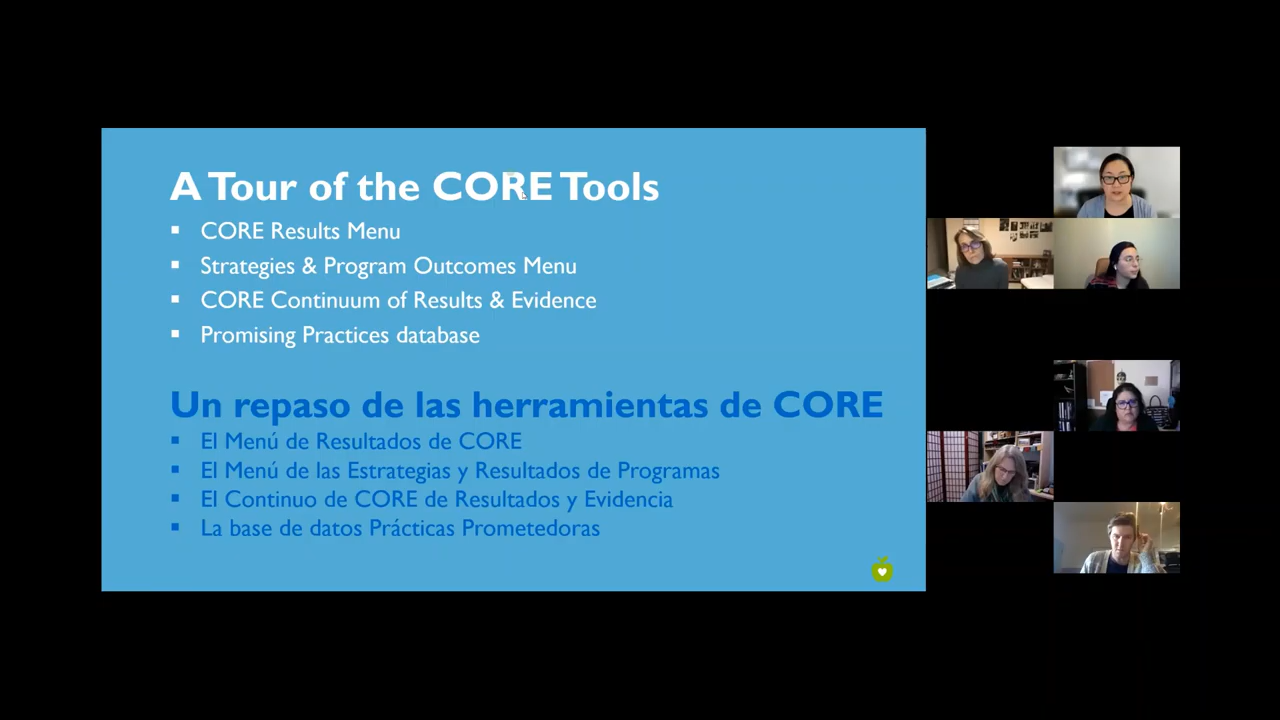 A Tour of the CORE Tools
CORE Results Menu
Strategies & Program Outcomes Menu
CORE Continuum of Results & Evidence
Promising Practices database
Un repaso de las herramientas de CORE
El Menú de Resultados de CORE
El Menú de las Estrategias y Resultados de Programas
El Continuo de CORE de Resultados y Evidencia
La base de datos Prácticas Prometedoras